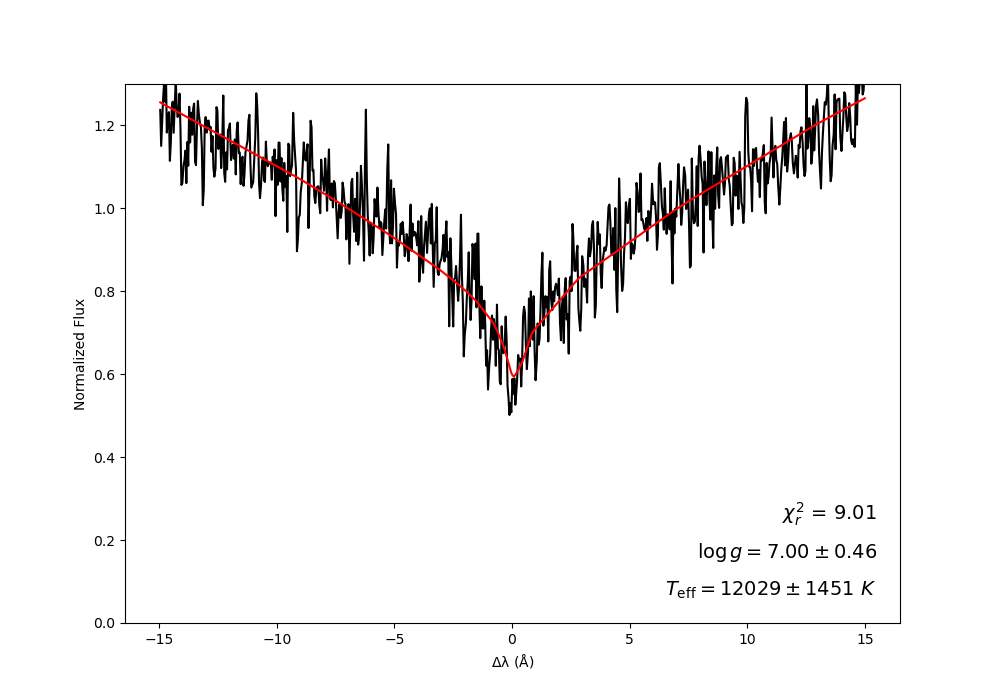 1.2
1.0
0.8
0.6
0.4
0.2
0.0
Normalized Flux
χ²ᵣ = 9.01
log g = 7.00 ± 0.46
T_eff = 12029 ± 1451 K
−15 −10 −5 0 5 10 15
Δλ (Å)